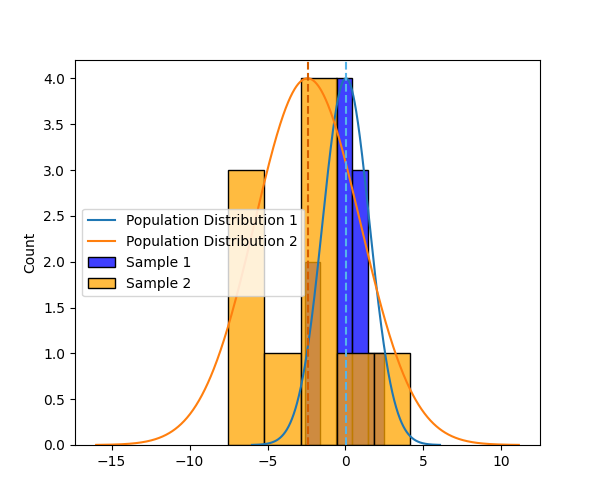 4.0
3.5
3.0
2.5
2.0
1.5
1.0
0.5
0.0
Count
Population Distribution 1
Population Distribution 2
Sample 1
Sample 2
−15 −10 −5 0 5 10